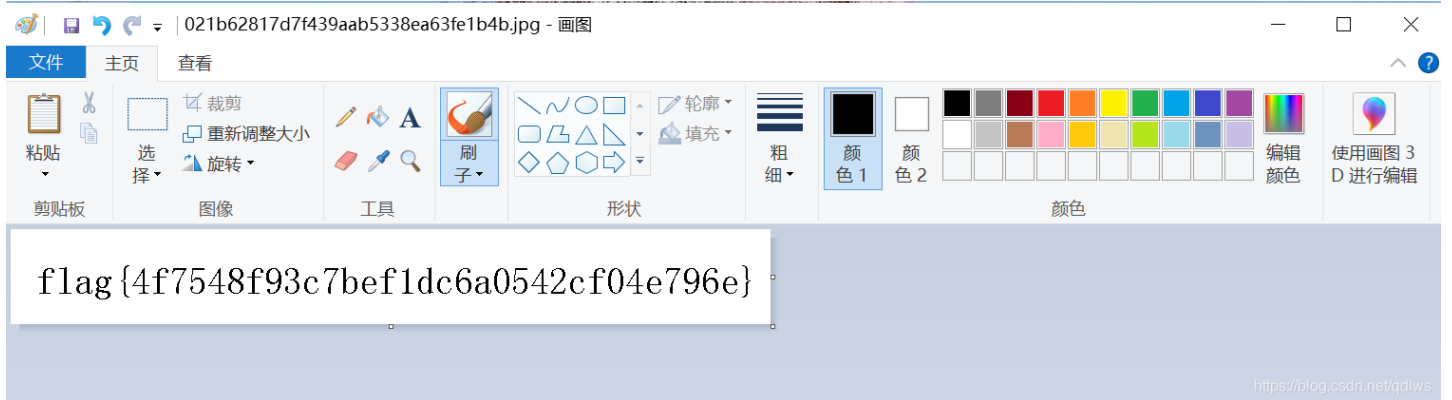 021b62817d7f439aab5338ea63fe1b4b.jpg - 画图
文件 主页 查看
粘贴
剪贴板
选择
裁剪
重新调整大小
旋转
图像
A
工具
刷子
形状
轮廓
填充
粗细
颜色 1
颜色 2
编辑颜色
颜色
使用画图 3
D 进行编辑
flag{4f7548f93c7bef1dc6a0542cf04e796e}
https://blog.csdn.net/qdlws